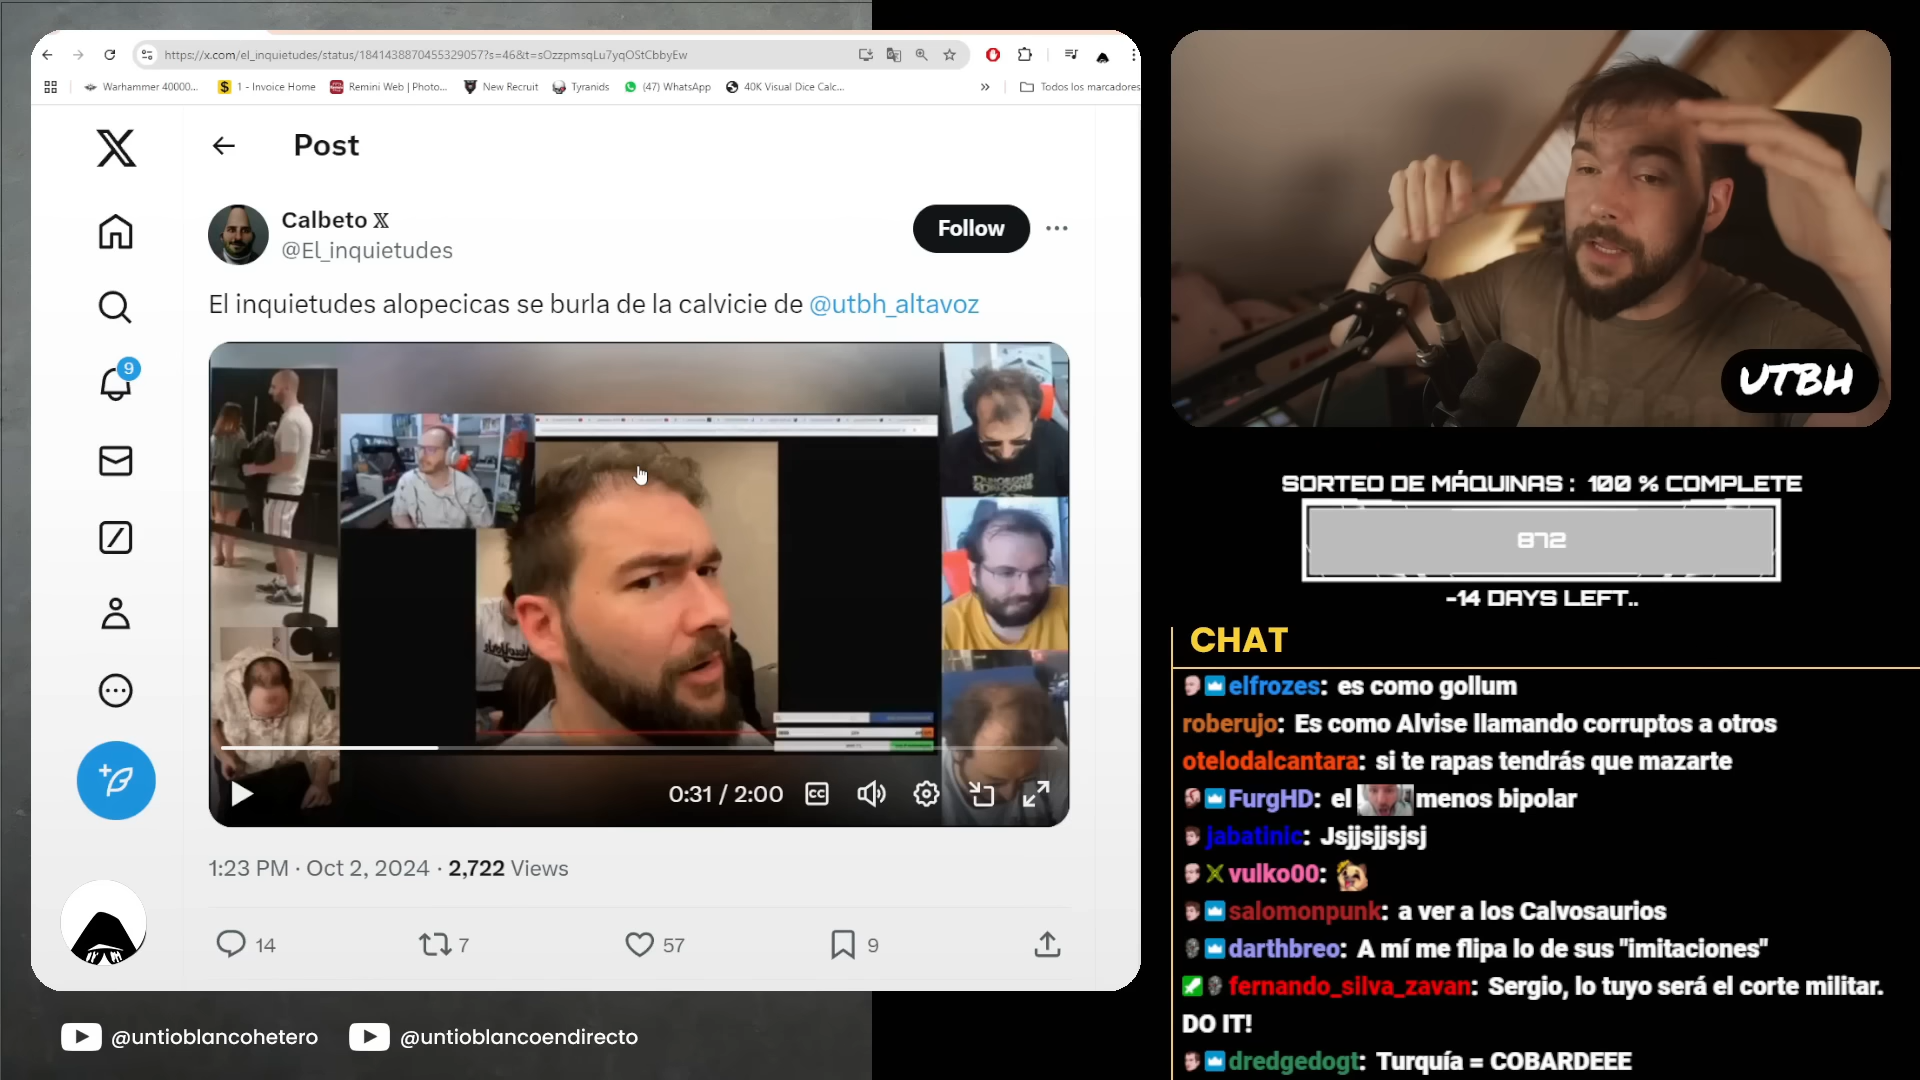 https://x.com/el_inquietudes/status/1841438870455329057?s=46&t=sOzzpmsqLu7yqOStCbbyEw
Warhammer 40000...
1 - Invoice Home
Remini Web | Photo...
New Recruit
Tyranids
(47) WhatsApp
40K Visual Dice Calc...
»
Todos los marcadores
Post
Calbeto 𝕏
@El_inquietudes
Follow
El inquietudes alopecicas se burla de la calvicie de @utbh_altavoz
9
0:31 / 2:00
CC
1:23 PM · Oct 2, 2024 · 2,722 Views
14
7
57
9
@untioblancohetero
@untioblancoendirecto
UTBH
SORTEO DE MÁQUINAS : 100 % COMPLETE
872
-14 DAYS LEFT..
CHAT
elfrozes: es como gollum
roberujo: Es como Alvise llamando corruptos a otros
otelodalcantara: si te rapas tendrás que mazarte
FurgHD: el menos bipolar
jabatinic: Jsjjsjjsjsj
vulko00:
salomonpunk: a ver a los Calvosaurios
darthbreo: A mí me flipa lo de sus "imitaciones"
fernando_silva_zavan: Sergio, lo tuyo será el corte militar.
DO IT!
dredgedogt: Turquía = COBARDEEE